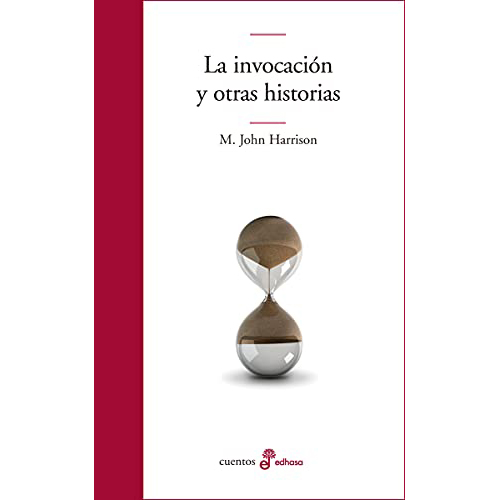 La invocación
y otras historias
M. John Harrison
cuentos edhasa